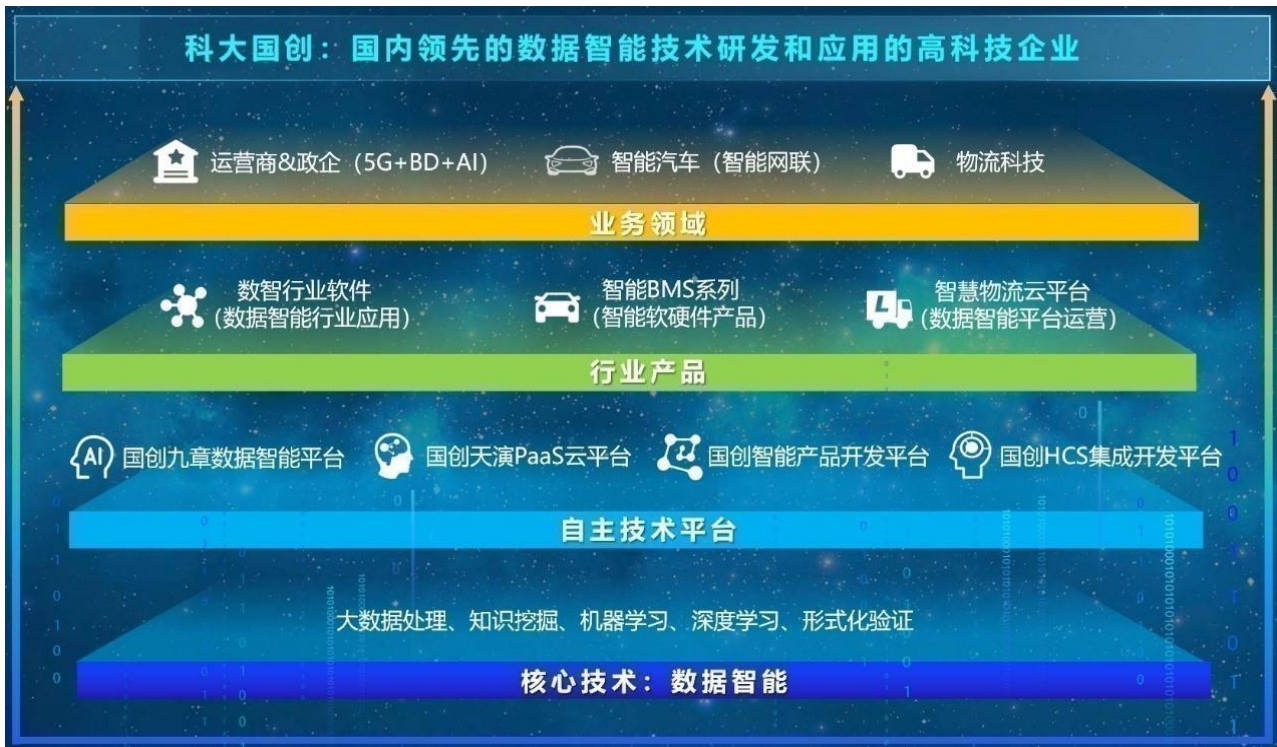 科大国创：国内领先的数据智能技术研发和应用的高科技企业
运营商&政企（5G+BD+AI） 智能汽车（智能网联） 物流科技
业务领域
数智行业软件 智能BMS系列 智慧物流云平台
（数据智能行业应用） （智能软硬件产品） （数据智能平台运营）
行业产品
AI 国创九章数据智能平台 国创天演PaaS云平台 国创智能产品开发平台 国创HCS集成开发平台
自主技术平台
大数据处理、知识挖掘、机器学习、深度学习、形式化验证
核心技术：数据智能